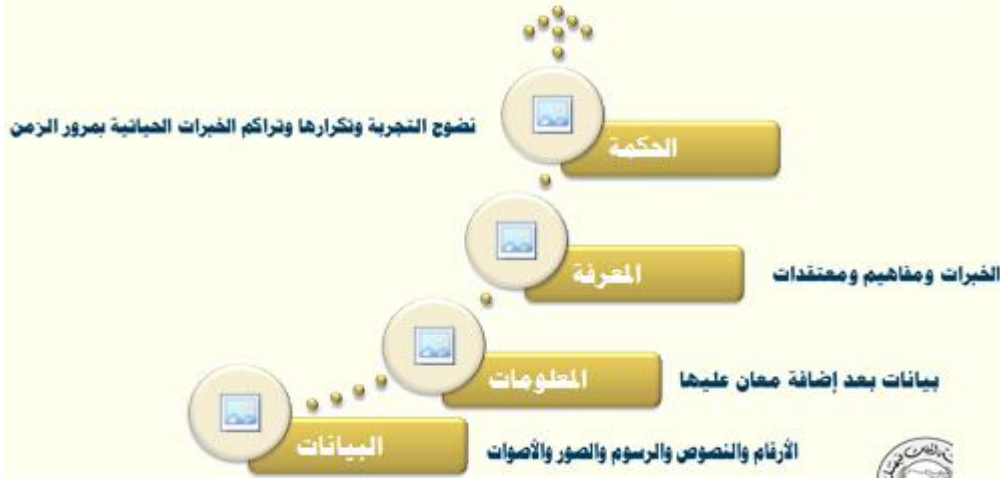 نضوج التجربة وتكرارها وتراكم الخبرات الحياتية بمرور الزمن
الحكمة
المعرفة
الخبرات ومفاهيم ومعتقدات
المعلومات
بيانات بعد إضافة معان عليها
البيانات
الأرقام والنصوص والرسوم والصور والأصوات